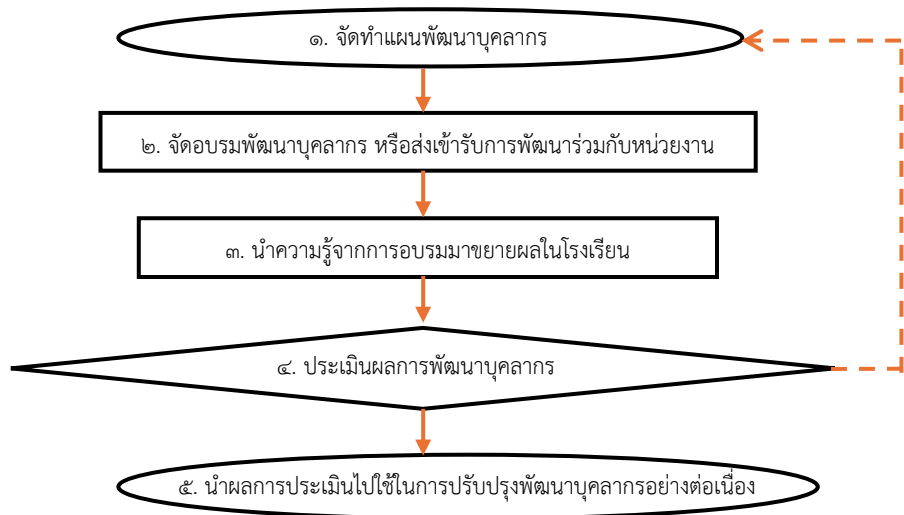 ๑. จัดทำแผนพัฒนาบุคลากร
๒. จัดอบรมพัฒนาบุคลากร หรือส่งเข้ารับการพัฒนาร่วมกับหน่วยงาน
๓. นำความรู้จากการอบรมมาขยายผลในโรงเรียน
๔. ประเมินผลการพัฒนาบุคลากร
๕. นำผลการประเมินไปใช้ในการปรับปรุงพัฒนาบุคลากรอย่างต่อเนื่อง